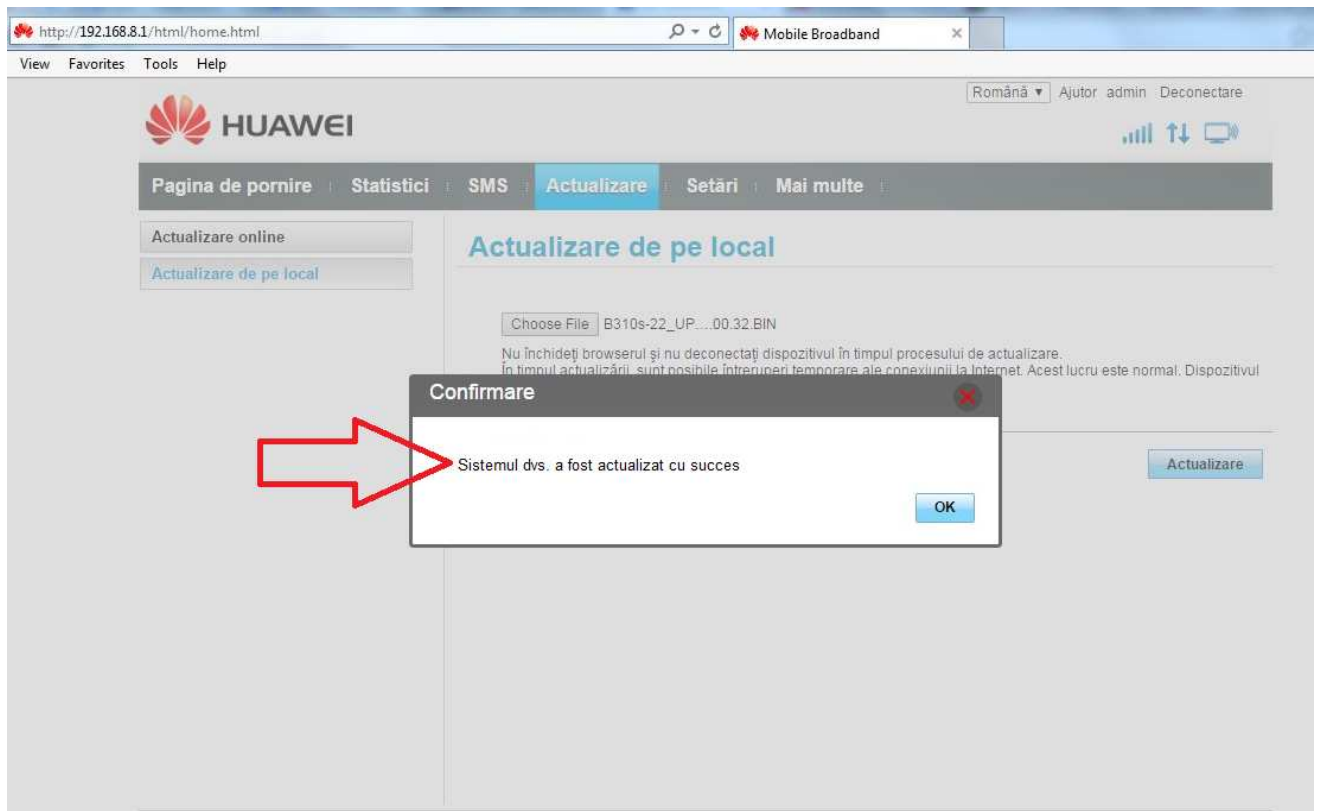 http://192.168.8.1/html/home.html
Mobile Broadband
View Favorites Tools Help
Română Ajutor admin Deconectare
HUAWEI
Pagina de pornire Statistici SMS Actualizare Setări Mai multe
Actualizare online
Actualizare de pe local
Actualizare de pe local
Choose File B310s-22_UP....00.32.BIN
Nu închideți browserul și nu deconectați dispozitivul în timpul procesului de actualizare.
În timpul actualizării, sunt posibile întreruperi temporare ale conexiunii la Internet. Acest lucru este normal. Dispozitivul
Confirmare
Sistemul dvs. a fost actualizat cu succes
OK
Actualizare